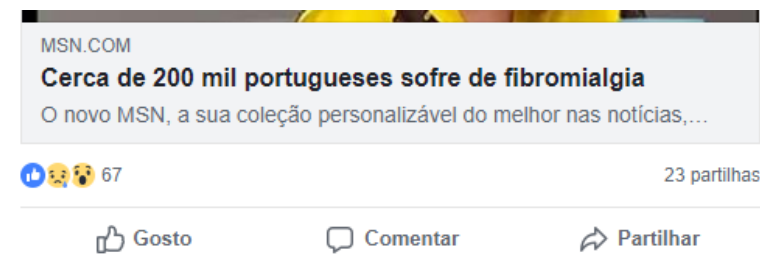 MSN.COM
Cerca de 200 mil portugueses sofre de fibromialgia
O novo MSN, a sua coleção personalizável do melhor nas notícias,...
67 23 partilhas
Gosto Comentar Partilhar